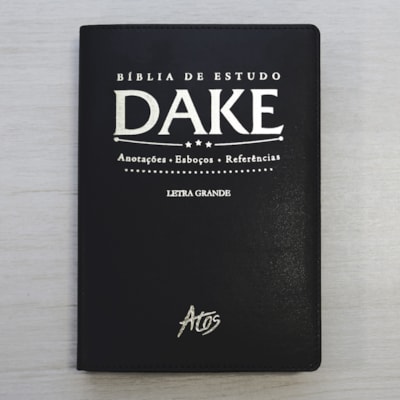 BÍBLIA DE ESTUDO
DAKE
Anotações • Esboços • Referências
LETRA GRANDE
Atos